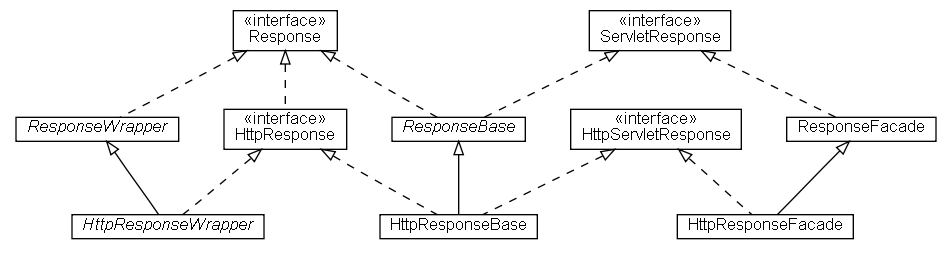 «interface»
Response
«interface»
ServletResponse
ResponseWrapper
«interface»
HttpResponse
ResponseBase
«interface»
HttpServletResponse
ResponseFacade
HttpResponseWrapper
HttpResponseBase
HttpResponseFacade